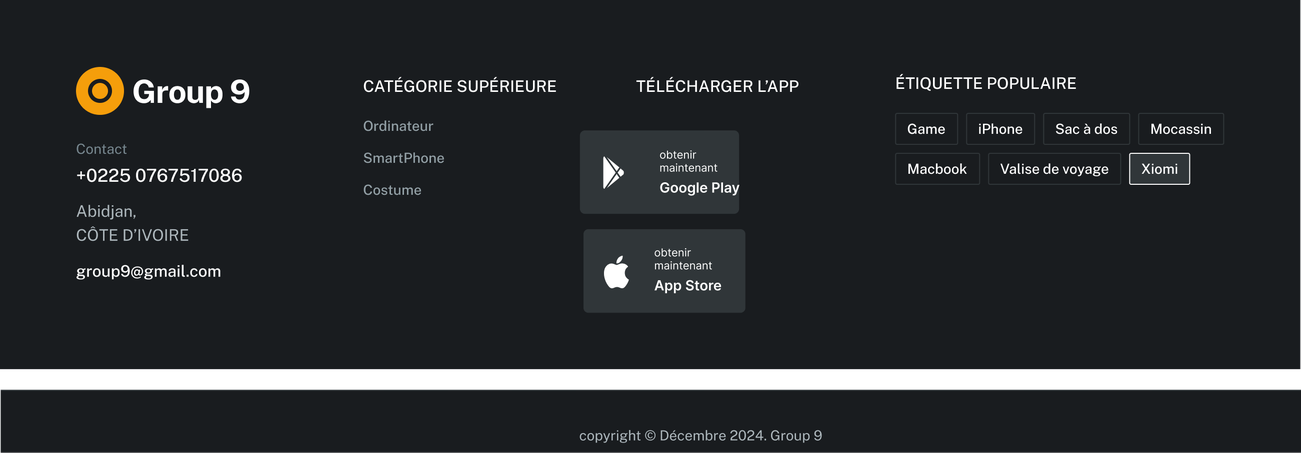 Group 9
Contact
+0225 0767517086
Abidjan,
CÔTE D’IVOIRE
group9@gmail.com
CATÉGORIE SUPÉRIEURE
Ordinateur
SmartPhone
Costume
TÉLÉCHARGER L’APP
obtenir
maintenant
Google Play
obtenir
maintenant
App Store
ÉTIQUETTE POPULAIRE
Game iPhone Sac à dos Mocassin
Macbook Valise de voyage Xiomi
copyright © Décembre 2024. Group 9